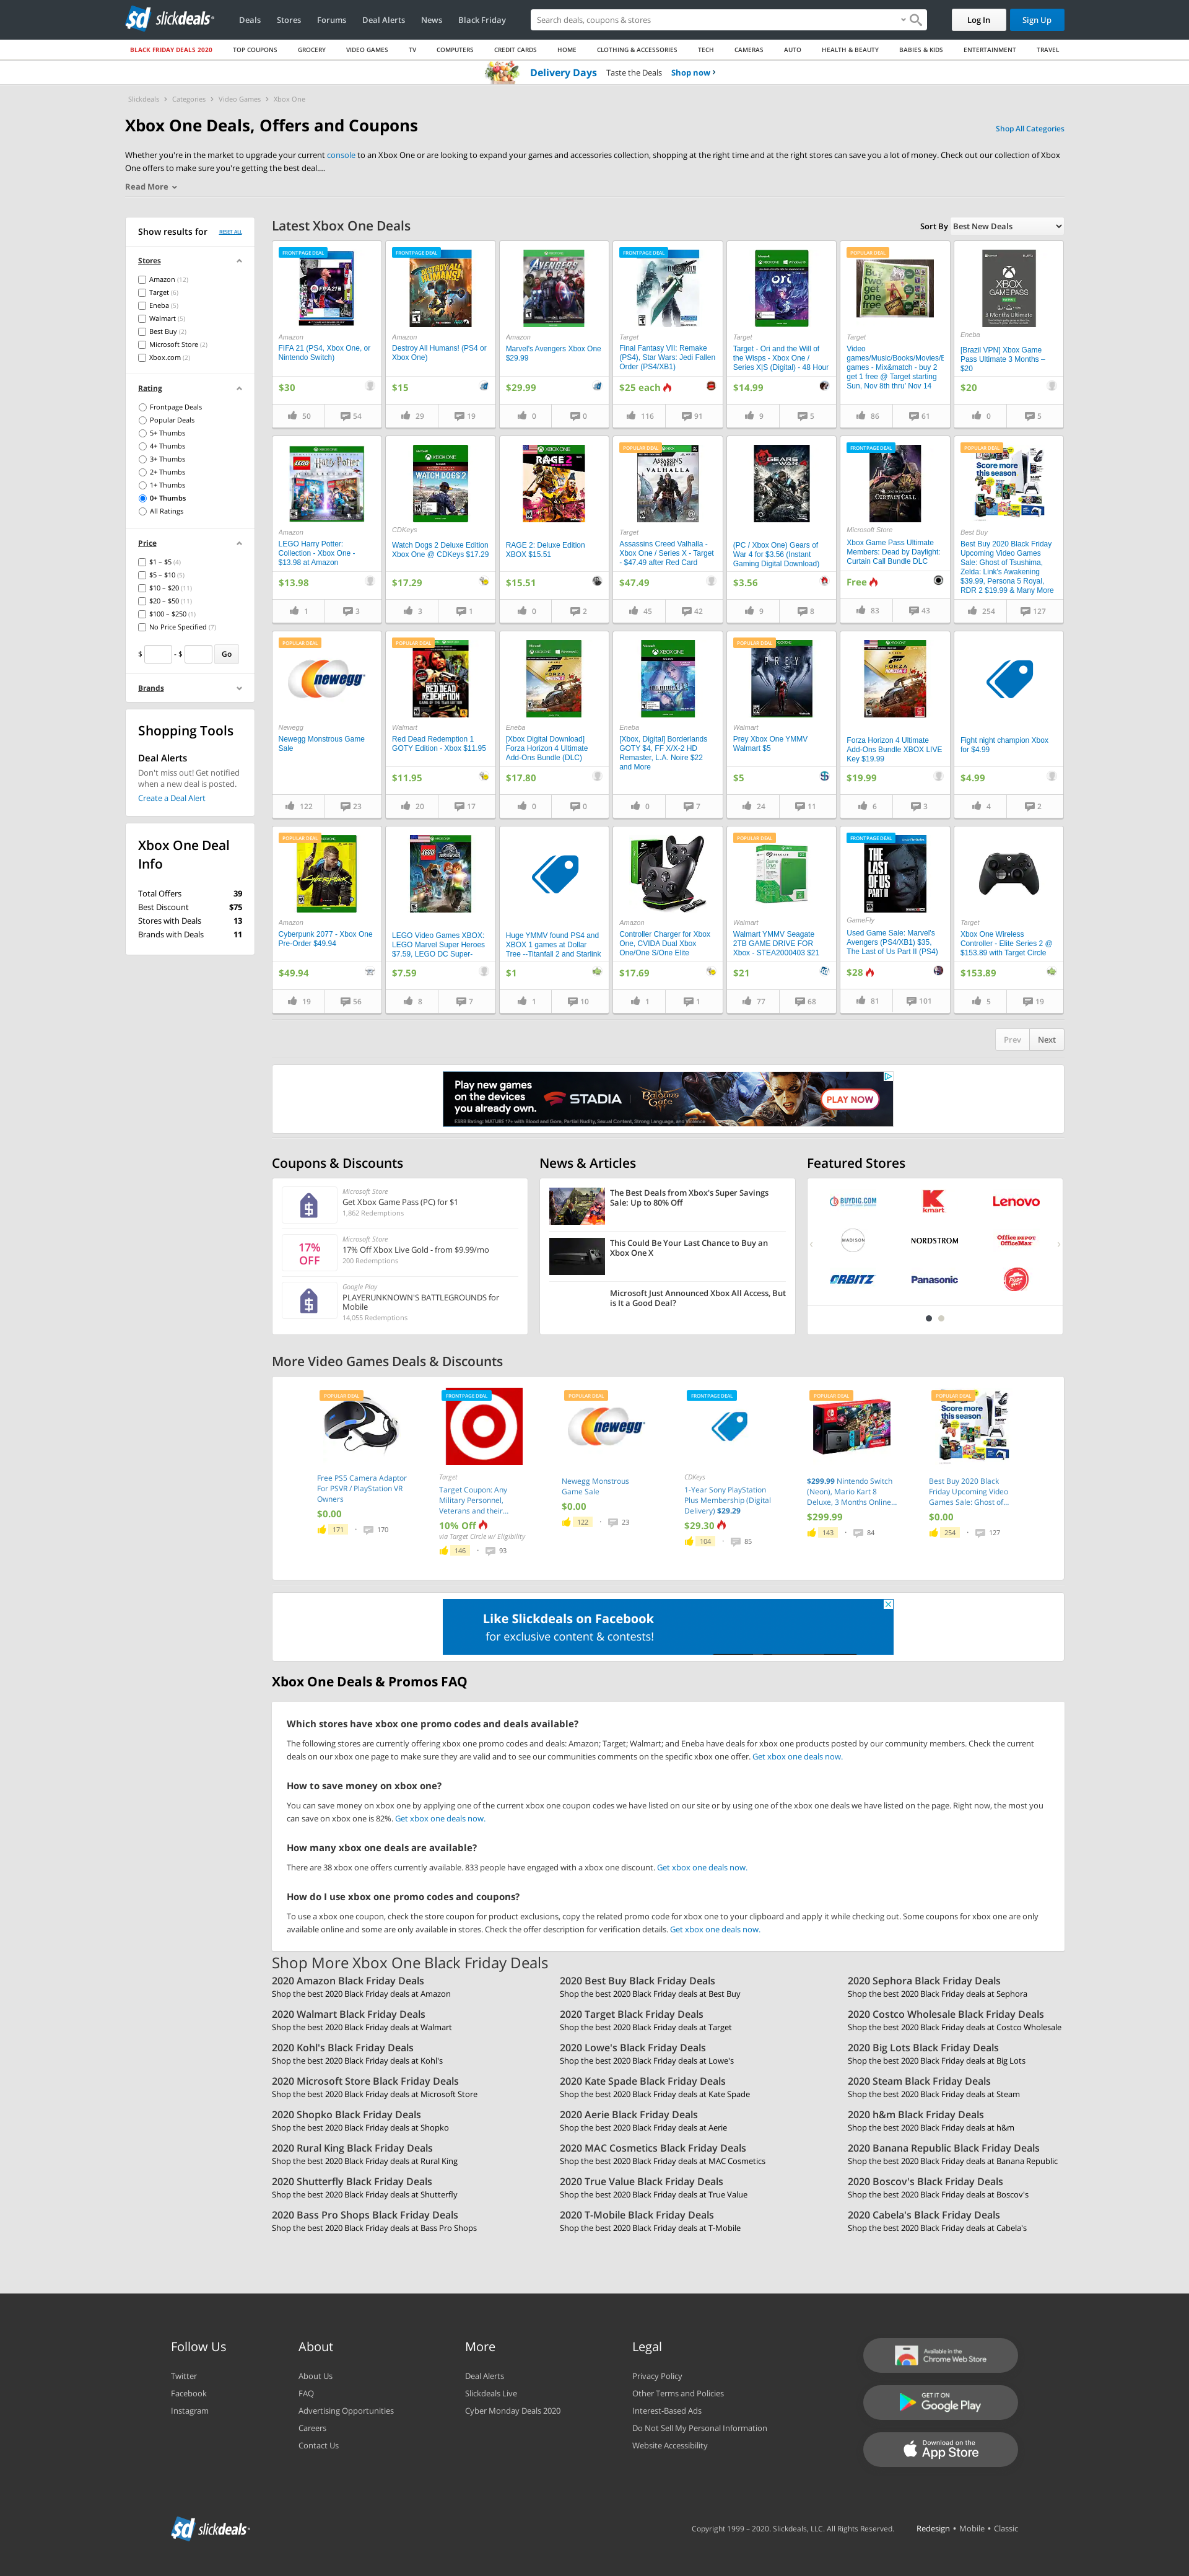 slickdeals
Deals Stores Forums Deal Alerts News Black Friday
Search deals, coupons & stores
Log In Sign Up
BLACK FRIDAY DEALS 2020 TOP COUPONS GROCERY VIDEO GAMES TV COMPUTERS CREDIT CARDS HOME CLOTHING & ACCESSORIES TECH CAMERAS AUTO HEALTH & BEAUTY BABIES & KIDS ENTERTAINMENT TRAVEL
Delivery Days Taste the Deals Shop now
Slickdeals Categories Video Games Xbox One
Xbox One Deals, Offers and Coupons
Shop All Categories
Whether you're in the market to upgrade your current console to an Xbox One or are looking to expand your games and accessories collection, shopping at the right time and at the right stores can save you a lot of money. Check out our collection of Xbox
One offers to make sure you're getting the best deal....
Read More
Show results for RESET ALL
Stores
Amazon (12)
Target (6)
Eneba (5)
Walmart (5)
Best Buy (2)
Microsoft Store (2)
Xbox.com (2)
Rating
Frontpage Deals
Popular Deals
5+ Thumbs
4+ Thumbs
3+ Thumbs
2+ Thumbs
1+ Thumbs
0+ Thumbs
All Ratings
Price
$1 – $5 (4)
$5 – $10 (5)
$10 – $20 (11)
$20 – $50 (11)
$100 – $250 (1)
No Price Specified (7)
$ - $ Go
Brands
Shopping Tools
Deal Alerts
Don't miss out! Get notified
when a new deal is posted.
Create a Deal Alert
Xbox One Deal
Info
Total Offers 39
Best Discount $75
Stores with Deals 13
Brands with Deals 11
Latest Xbox One Deals
Sort By Best New Deals
FRONTPAGE DEAL
Amazon
FIFA 21 (PS4, Xbox One, or
Nintendo Switch)
$30
50 54
FRONTPAGE DEAL
Amazon
Destroy All Humans! (PS4 or
Xbox One)
$15
29 19
Amazon
Marvel's Avengers Xbox One
$29.99
$29.99
0 0
FRONTPAGE DEAL
Target
Final Fantasy VII: Remake
(PS4), Star Wars: Jedi Fallen
Order (PS4/XB1)
$25 each
116 91
Target
Target - Ori and the Will of
the Wisps - Xbox One /
Series X|S (Digital) - 48 Hour
$14.99
9 5
POPULAR DEAL
Target
Video
games/Music/Books/Movies/E
games - Mix&match - buy 2
get 1 free @ Target starting
Sun, Nov 8th thru' Nov 14
86 61
Eneba
[Brazil VPN] Xbox Game
Pass Ultimate 3 Months –
$20
$20
0 5
Amazon
LEGO Harry Potter:
Collection - Xbox One -
$13.98 at Amazon
$13.98
1 3
CDKeys
Watch Dogs 2 Deluxe Edition
Xbox One @ CDKeys $17.29
$17.29
3 1
RAGE 2: Deluxe Edition
XBOX $15.51
$15.51
0 2
POPULAR DEAL
Target
Assassins Creed Valhalla -
Xbox One / Series X - Target
- $47.49 after Red Card
$47.49
45 42
(PC / Xbox One) Gears of
War 4 for $3.56 (Instant
Gaming Digital Download)
$3.56
9 8
FRONTPAGE DEAL
Microsoft Store
Xbox Game Pass Ultimate
Members: Dead by Daylight:
Curtain Call Bundle DLC
Free
83 43
POPULAR DEAL
Score more
this season
Best Buy
Best Buy 2020 Black Friday
Upcoming Video Games
Sale: Ghost of Tsushima,
Zelda: Link's Awakening
$39.99, Persona 5 Royal,
RDR 2 $19.99 & Many More
254 127
POPULAR DEAL
newegg
Newegg
Newegg Monstrous Game
Sale
122 23
POPULAR DEAL
Walmart
Red Dead Redemption 1
GOTY Edition - Xbox $11.95
$11.95
20 17
Eneba
[Xbox Digital Download]
Forza Horizon 4 Ultimate
Add-Ons Bundle (DLC)
$17.80
0 0
Eneba
[Xbox, Digital] Borderlands
GOTY $4, FF X/X-2 HD
Remaster, L.A. Noire $22
and More
0 7
POPULAR DEAL
PREY
Walmart
Prey Xbox One YMMV
Walmart $5
$5
24 11
Forza Horizon 4 Ultimate
Add-Ons Bundle XBOX LIVE
Key $19.99
$19.99
6 3
Fight night champion Xbox
for $4.99
$4.99
4 2
POPULAR DEAL
Amazon
Cyberpunk 2077 - Xbox One
Pre-Order $49.94
$49.94
19 56
LEGO Video Games XBOX:
LEGO Marvel Super Heroes
$7.59, LEGO DC Super-
$7.59
8 7
Huge YMMV found PS4 and
XBOX 1 games at Dollar
Tree --Titanfall 2 and Starlink
$1
1 10
Amazon
Controller Charger for Xbox
One, CVIDA Dual Xbox
One/One S/One Elite
$17.69
1 1
POPULAR DEAL
Walmart
Walmart YMMV Seagate
2TB GAME DRIVE FOR
Xbox - STEA2000403 $21
$21
77 68
FRONTPAGE DEAL
THE LAST OF US PART II
GameFly
Used Game Sale: Marvel's
Avengers (PS4/XB1) $35,
The Last of Us Part II (PS4)
$28
81 101
Target
Xbox One Wireless
Controller - Elite Series 2 @
$153.89 with Target Circle
$153.89
5 19
Prev Next
Play new games
on the devices
you already own.
STADIA
Baldur's Gate
PLAY NOW
Coupons & Discounts
Microsoft Store
Get Xbox Game Pass (PC) for $1
1,862 Redemptions
17%
OFF
Microsoft Store
17% Off Xbox Live Gold - from $9.99/mo
200 Redemptions
Google Play
PLAYERUNKNOWN'S BATTLEGROUNDS for
Mobile
14,055 Redemptions
News & Articles
The Best Deals from Xbox's Super Savings
Sale: Up to 80% Off
This Could Be Your Last Chance to Buy an
Xbox One X
Microsoft Just Announced Xbox All Access, But
is It a Good Deal?
Featured Stores
BUYDIG.COM kmart Lenovo
MADISON NORDSTROM Office DEPOT OfficeMax
ORBITZ Panasonic Pizza Hut
More Video Games Deals & Discounts
POPULAR DEAL
Free PS5 Camera Adaptor
For PSVR / PlayStation VR
Owners
$0.00
171 170
FRONTPAGE DEAL
Target
Target Coupon: Any
Military Personnel,
Veterans and their...
10% Off
via Target Circle w/ Eligibility
146 93
POPULAR DEAL
newegg
Newegg Monstrous
Game Sale
$0.00
122 23
FRONTPAGE DEAL
CDKeys
1-Year Sony PlayStation
Plus Membership (Digital
Delivery) $29.29
$29.30
104 85
POPULAR DEAL
$299.99 Nintendo Switch
(Neon), Mario Kart 8
Deluxe, 3 Months Online...
$299.99
143 84
POPULAR DEAL
Score more
this season
Best Buy 2020 Black
Friday Upcoming Video
Games Sale: Ghost of...
$0.00
254 127
Like Slickdeals on Facebook
for exclusive content & contests!
Xbox One Deals & Promos FAQ
Which stores have xbox one promo codes and deals available?
The following stores are currently offering xbox one promo codes and deals: Amazon; Target; Walmart; and Eneba have deals for xbox one products posted by our community members. Check the current
deals on our xbox one page to make sure they are valid and to see our communities comments on the specific xbox one offer. Get xbox one deals now.
How to save money on xbox one?
You can save money on xbox one by applying one of the current xbox one coupon codes we have listed on our site or by using one of the xbox one deals we have listed on the page. Right now, the most you
can save on xbox one is 82%. Get xbox one deals now.
How many xbox one deals are available?
There are 38 xbox one offers currently available. 833 people have engaged with a xbox one discount. Get xbox one deals now.
How do I use xbox one promo codes and coupons?
To use a xbox one coupon, check the store coupon for product exclusions, copy the related promo code for xbox one to your clipboard and apply it while checking out. Some coupons for xbox one are only
available online and some are only available in stores. Check the offer description for verification details. Get xbox one deals now.
Shop More Xbox One Black Friday Deals
2020 Amazon Black Friday Deals 2020 Best Buy Black Friday Deals 2020 Sephora Black Friday Deals
Shop the best 2020 Black Friday deals at Amazon Shop the best 2020 Black Friday deals at Best Buy Shop the best 2020 Black Friday deals at Sephora
2020 Walmart Black Friday Deals 2020 Target Black Friday Deals 2020 Costco Wholesale Black Friday Deals
Shop the best 2020 Black Friday deals at Walmart Shop the best 2020 Black Friday deals at Target Shop the best 2020 Black Friday deals at Costco Wholesale
2020 Kohl's Black Friday Deals 2020 Lowe's Black Friday Deals 2020 Big Lots Black Friday Deals
Shop the best 2020 Black Friday deals at Kohl's Shop the best 2020 Black Friday deals at Lowe's Shop the best 2020 Black Friday deals at Big Lots
2020 Microsoft Store Black Friday Deals 2020 Kate Spade Black Friday Deals 2020 Steam Black Friday Deals
Shop the best 2020 Black Friday deals at Microsoft Store Shop the best 2020 Black Friday deals at Kate Spade Shop the best 2020 Black Friday deals at Steam
2020 Shopko Black Friday Deals 2020 Aerie Black Friday Deals 2020 h&m Black Friday Deals
Shop the best 2020 Black Friday deals at Shopko Shop the best 2020 Black Friday deals at Aerie Shop the best 2020 Black Friday deals at h&m
2020 Rural King Black Friday Deals 2020 MAC Cosmetics Black Friday Deals 2020 Banana Republic Black Friday Deals
Shop the best 2020 Black Friday deals at Rural King Shop the best 2020 Black Friday deals at MAC Cosmetics Shop the best 2020 Black Friday deals at Banana Republic
2020 Shutterfly Black Friday Deals 2020 True Value Black Friday Deals 2020 Boscov's Black Friday Deals
Shop the best 2020 Black Friday deals at Shutterfly Shop the best 2020 Black Friday deals at True Value Shop the best 2020 Black Friday deals at Boscov's
2020 Bass Pro Shops Black Friday Deals 2020 T-Mobile Black Friday Deals 2020 Cabela's Black Friday Deals
Shop the best 2020 Black Friday deals at Bass Pro Shops Shop the best 2020 Black Friday deals at T-Mobile Shop the best 2020 Black Friday deals at Cabela's
Follow Us
Twitter
Facebook
Instagram
About
About Us
FAQ
Advertising Opportunities
Careers
Contact Us
More
Deal Alerts
Slickdeals Live
Cyber Monday Deals 2020
Legal
Privacy Policy
Other Terms and Policies
Interest-Based Ads
Do Not Sell My Personal Information
Website Accessibility
Available in the
Chrome Web Store
GET IT ON
Google Play
Download on the
App Store
slickdeals
Copyright 1999 – 2020. Slickdeals, LLC. All Rights Reserved. Redesign • Mobile • Classic